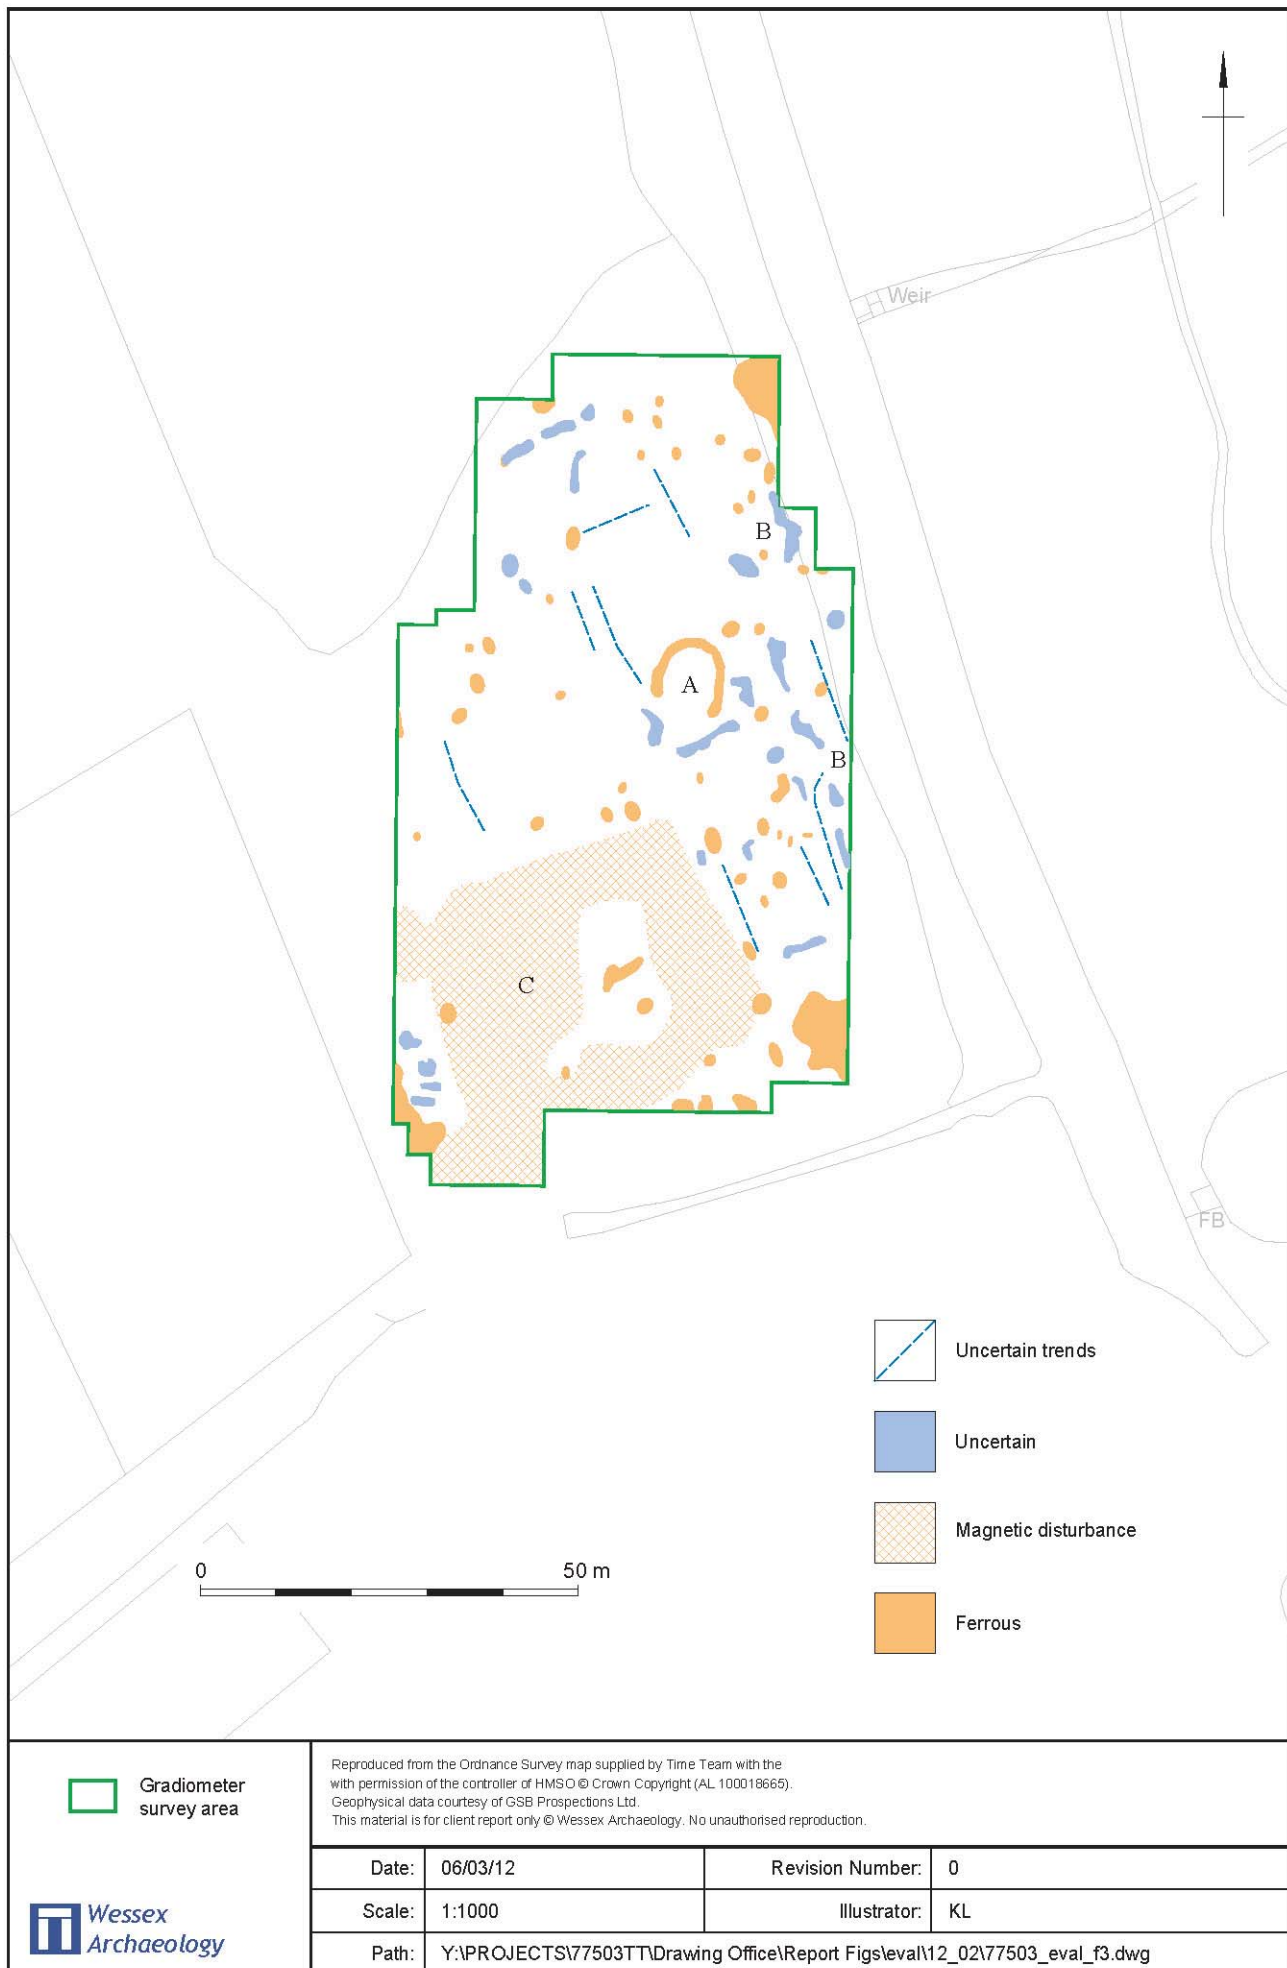 Weir
B
A
B
C
FB
Uncertain trends
Uncertain
Magnetic disturbance
Ferrous
0 50 m
Gradiometer
survey area
Wessex
Archaeology
Reproduced from the Ordnance Survey map supplied by Time Team with the
with permission of the controller of HMSO © Crown Copyright (AL 100018665).
Geophysical data courtesy of GSB Prospections Ltd.
This material is for client report only © Wessex Archaeology. No unauthorised reproduction.
Date: 06/03/12 Revision Number: 0
Scale: 1:1000 Illustrator: KL
Path: Y:\PROJECTS\77503TT\Drawing Office\Report Figs\eval\12_02\77503_eval_f3.dwg